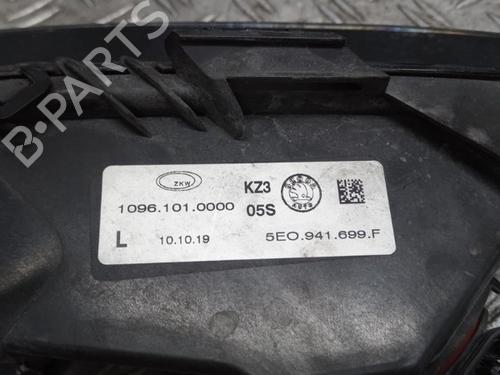 B-PARTS
ZKW
KZ3
1096.101.0000
05S
L
10.10.19
5E0.941.699.F